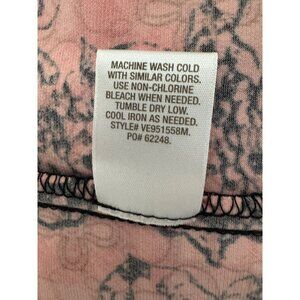 MACHINE WASH COLD
WITH SIMILAR COLORS.
USE NON-CHLORINE
BLEACH WHEN NEEDED.
TUMBLE DRY LOW.
COOL IRON AS NEEDED.
STYLE# VE951558M.
PO# 62248.